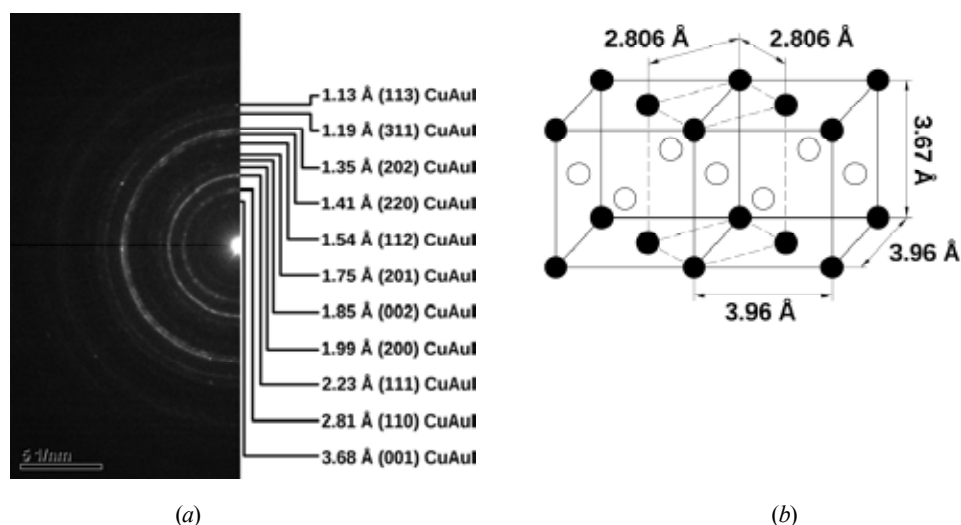 1.13 Å (113) CuAuI
1.19 Å (311) CuAuI
1.35 Å (202) CuAuI
1.41 Å (220) CuAuI
1.54 Å (112) CuAuI
1.75 Å (201) CuAuI
1.85 Å (002) CuAuI
1.99 Å (200) CuAuI
2.23 Å (111) CuAuI
2.81 Å (110) CuAuI
3.68 Å (001) CuAuI
5 1/nm
(a)
2.806 Å 2.806 Å
3.67 Å
3.96 Å
3.96 Å
(b)